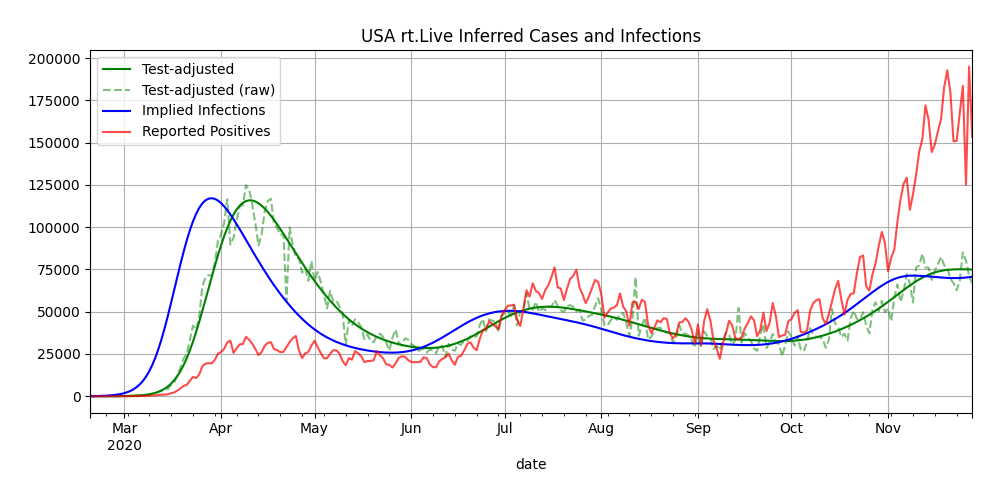 USA rt.Live Inferred Cases and Infections
Test-adjusted
Test-adjusted (raw)
Implied Infections
Reported Positives
200000
175000
150000
125000
100000
75000
50000
25000
0
Mar Apr May Jun Jul Aug Sep Oct Nov
2020
date